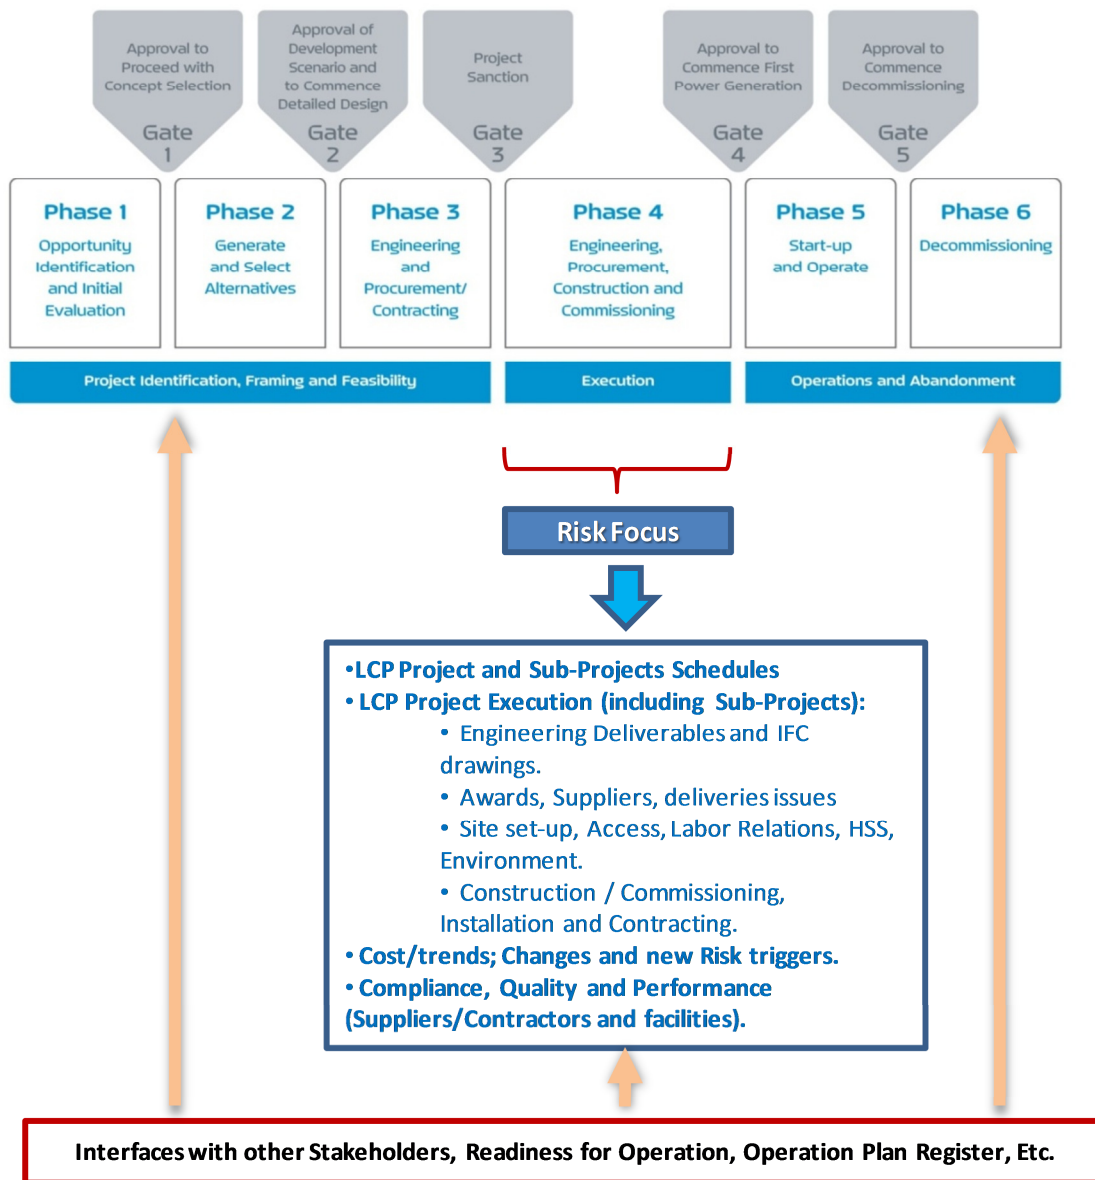 Approval to
Proceed with
Concept Selection
Gate
1
Approval of
Development
Scenario and
to Commence
Detailed Design
Gate
2
Project
Sanction
Gate
3
Approval to
Commence First
Power Generation
Gate
4
Approval to
Commence
Decommissioning
Gate
5
Phase 1
Opportunity
Identification
and Initial
Evaluation
Phase 2
Generate
and Select
Alternatives
Phase 3
Engineering
and
Procurement/
Contracting
Phase 4
Engineering,
Procurement,
Construction and
Commissioning
Phase 5
Start-up
and Operate
Phase 6
Decommissioning
Project Identification, Framing and Feasibility
Execution
Operations and Abandonment
Risk Focus
•LCP Project and Sub-Projects Schedules
• LCP Project Execution (including Sub-Projects):
• Engineering Deliverables and IFC
drawings.
• Awards, Suppliers, deliveries issues
• Site set-up, Access, Labor Relations, HSS,
Environment.
• Construction / Commissioning,
Installation and Contracting.
• Cost/trends; Changes and new Risk triggers.
• Compliance, Quality and Performance
(Suppliers/Contractors and facilities).
Interfaces with other Stakeholders, Readiness for Operation, Operation Plan Register, Etc.